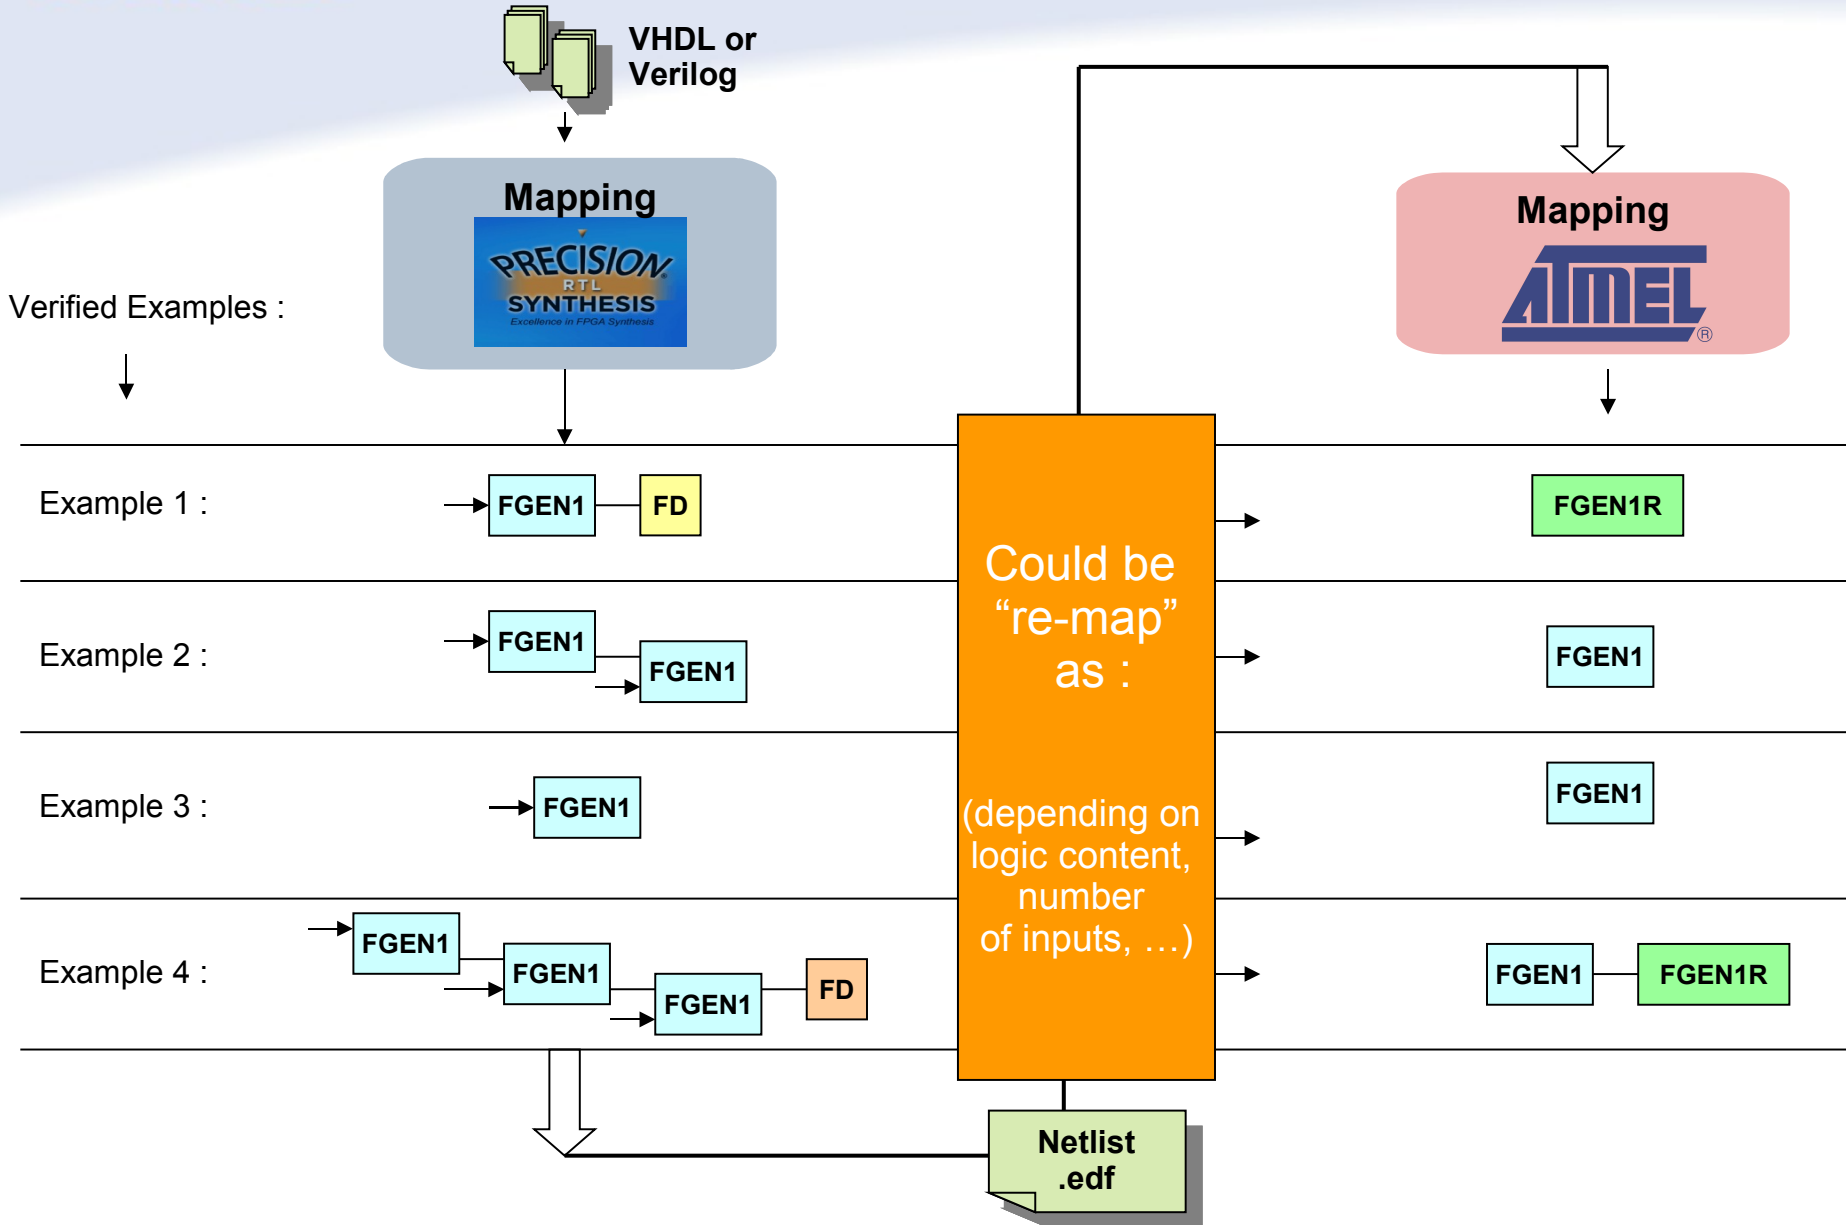 VHDL or
Verilog
Mapping
PRECISION®
RTL
SYNTHESIS
Excellence in FPGA Synthesis
Mapping
ATMEL
®
Verified Examples :
Example 1 :
FGEN1
FD
FGEN1R
Example 2 :
FGEN1
FGEN1
FGEN1
Example 3 :
FGEN1
FGEN1
Example 4 :
FGEN1
FGEN1
FGEN1
FD
FGEN1
FGEN1R
Could be
“re-map”
as :
(depending on
logic content,
number
of inputs, …)
Netlist
.edf